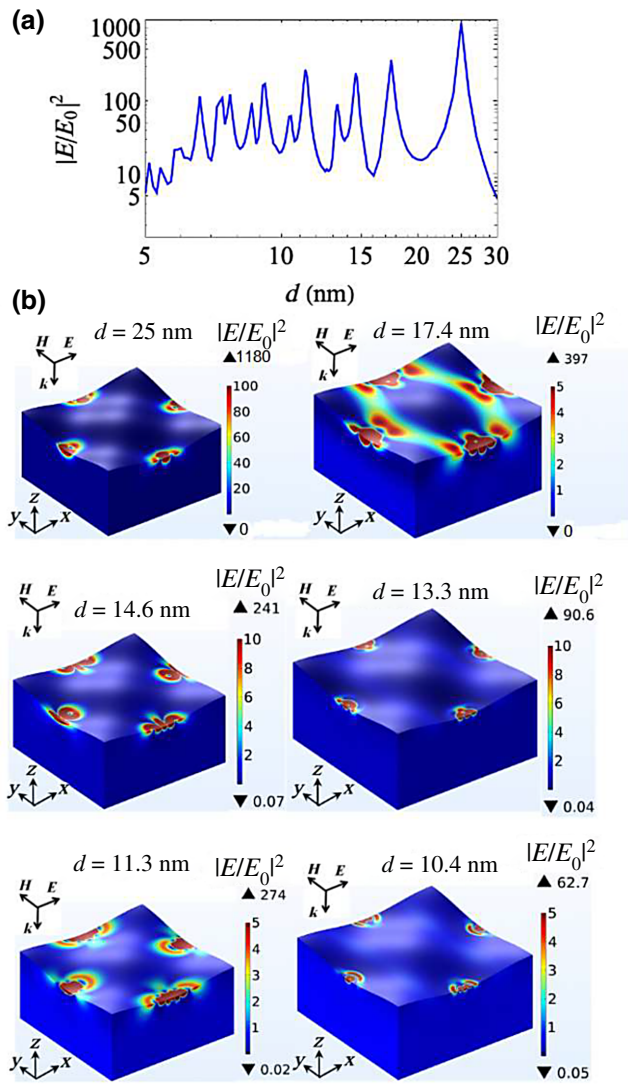 (a)
1000
500
100
50
10
5
|E/E₀|²
5 10 15 20 25 30
d (nm)
(b)
H E k
d = 25 nm
|E/E₀|²
▲1180
100
80
60
40
20
▼ 0
z
y x
H E k
d = 17.4 nm
|E/E₀|²
▲ 397
5
4
3
2
1
▼ 0
z
y x
H E k
d = 14.6 nm
|E/E₀|²
▲ 241
10
8
6
4
2
▼ 0.07
z
y x
H E k
d = 13.3 nm
|E/E₀|²
▲ 90.6
10
8
6
4
2
▼ 0.04
z
y x
H E k
d = 11.3 nm
|E/E₀|²
▲ 274
5
4
3
2
1
▼ 0.02
z
y x
H E k
d = 10.4 nm
|E/E₀|²
▲ 62.7
5
4
3
2
1
▼ 0.05
z
y x